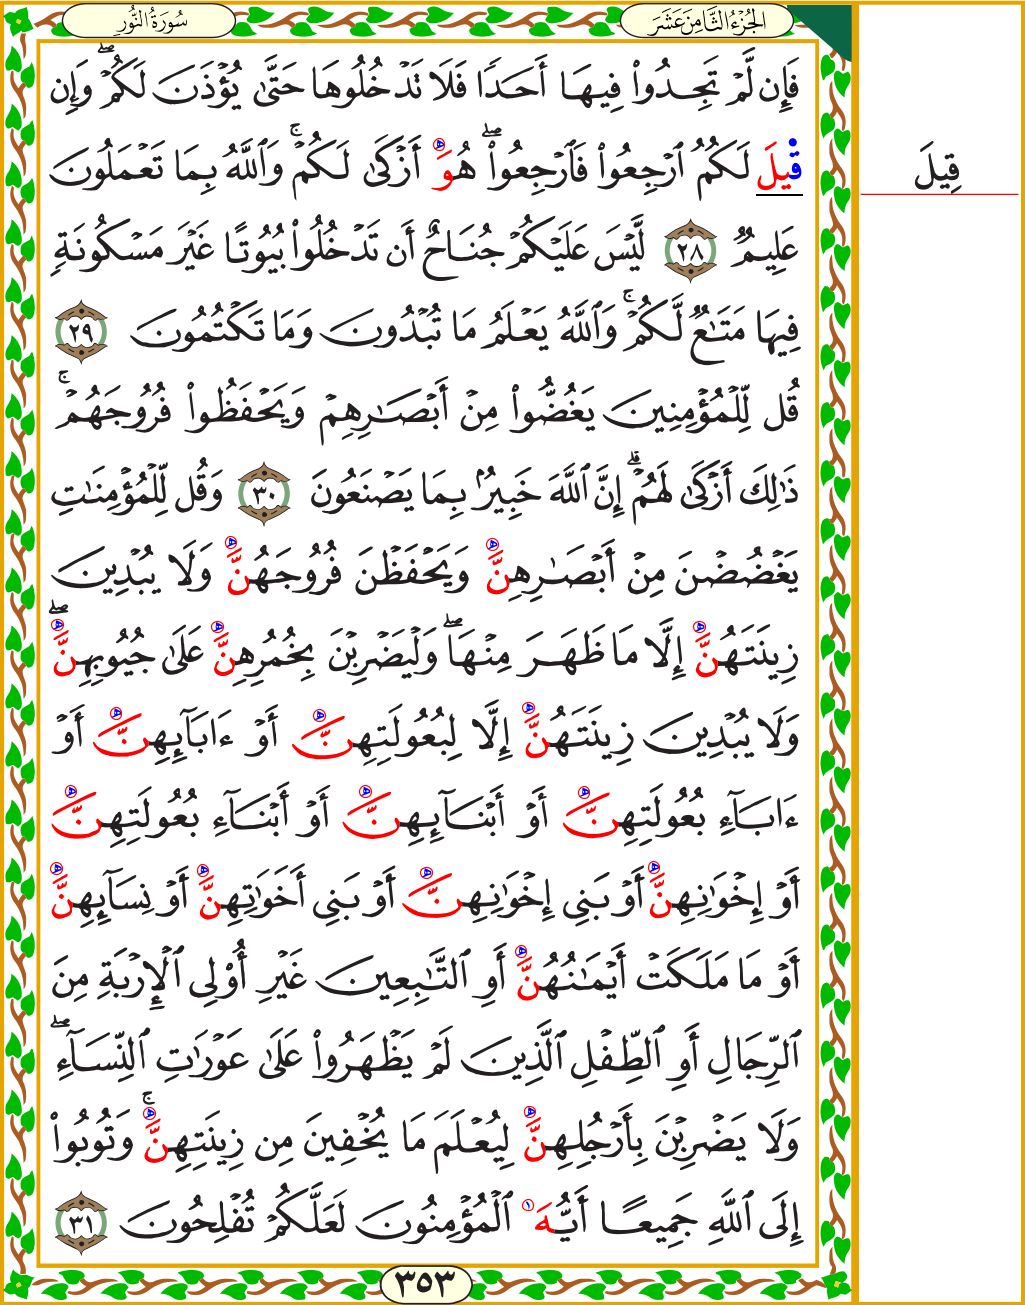 سُورَةُ النُّورِ
الجُزْءُ الثَّامِنَ عَشَرَ
فَإِن لَّمْ تَجِدُوا۟ فِيهَا أَحَدًا فَلَا تَدْخُلُوهَا حَتَّىٰ يُؤْذَنَ لَكُمْ ۖ وَإِن
قِيلَ لَكُمُ ٱرْجِعُوا۟ فَٱرْجِعُوا۟ ۖ هُوَ أَزْكَىٰ لَكُمْ ۚ وَٱللَّهُ بِمَا تَعْمَلُونَ
قِيلَ
عَلِيمٌ ٢٨ لَّيْسَ عَلَيْكُمْ جُنَاحٌ أَن تَدْخُلُوا۟ بُيُوتًا غَيْرَ مَسْكُونَةٍ
فِيهَا مَتَـٰعٌ لَّكُمْ ۚ وَٱللَّهُ يَعْلَمُ مَا تُبْدُونَ وَمَا تَكْتُمُونَ ٢٩
قُل لِّلْمُؤْمِنِينَ يَغُضُّوا۟ مِنْ أَبْصَـٰرِهِمْ وَيَحْفَظُوا۟ فُرُوجَهُمْ ۚ
ذَٰلِكَ أَزْكَىٰ لَهُمْ ۗ إِنَّ ٱللَّهَ خَبِيرُۢ بِمَا يَصْنَعُونَ ٣٠ وَقُل لِّلْمُؤْمِنَـٰتِ
يَغْضُضْنَ مِنْ أَبْصَـٰرِهِنَّ وَيَحْفَظْنَ فُرُوجَهُنَّ وَلَا يُبْدِينَ
زِينَتَهُنَّ إِلَّا مَا ظَهَرَ مِنْهَا ۖ وَلْيَضْرِبْنَ بِخُمُرِهِنَّ عَلَىٰ جُيُوبِهِنَّ ۖ
وَلَا يُبْدِينَ زِينَتَهُنَّ إِلَّا لِبُعُولَتِهِنَّ أَوْ ءَابَآئِهِنَّ أَوْ
ءَابَآءِ بُعُولَتِهِنَّ أَوْ أَبْنَآئِهِنَّ أَوْ أَبْنَآءِ بُعُولَتِهِنَّ
أَوْ إِخْوَٰنِهِنَّ أَوْ بَنِى إِخْوَٰنِهِنَّ أَوْ بَنِى أَخَوَٰتِهِنَّ أَوْ نِسَآئِهِنَّ
أَوْ مَا مَلَكَتْ أَيْمَـٰنُهُنَّ أَوِ ٱلتَّـٰبِعِينَ غَيْرِ أُو۟لِى ٱلْإِرْبَةِ مِنَ
ٱلرِّجَالِ أَوِ ٱلطِّفْلِ ٱلَّذِينَ لَمْ يَظْهَرُوا۟ عَلَىٰ عَوْرَٰتِ ٱلنِّسَآءِ ۖ
وَلَا يَضْرِبْنَ بِأَرْجُلِهِنَّ لِيُعْلَمَ مَا يُخْفِينَ مِن زِينَتِهِنَّ ۚ وَتُوبُوا۟
إِلَى ٱللَّهِ جَمِيعًا أَيُّهَ ١ ٱلْمُؤْمِنُونَ لَعَلَّكُمْ تُفْلِحُونَ ٣١
٣٥٣